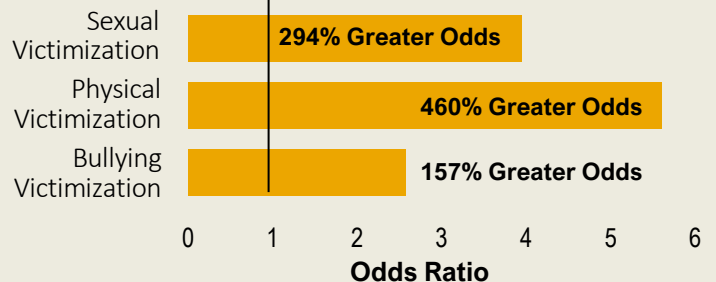 Sexual
Victimization
294% Greater Odds
Physical
Victimization
460% Greater Odds
Bullying
Victimization
157% Greater Odds
0 1 2 3 4 5 6
Odds Ratio